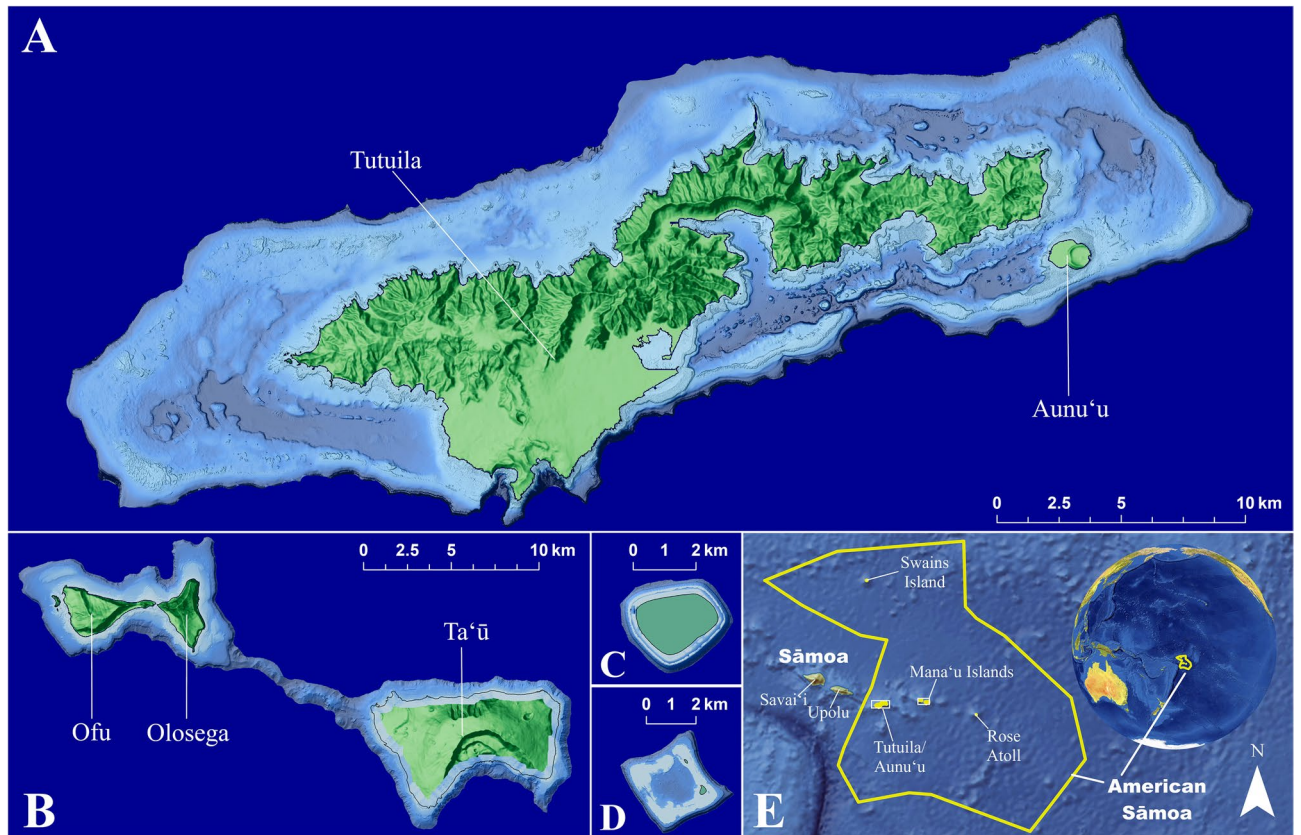 A
Tutuila
Aunuʻu
0 2.5 5 10 km
B
0 2.5 5 10 km
Ofu
Olosega
Taʻū
0 1 2 km
C
0 1 2 km
D
E
Swains
Island
Sāmoa
Savaiʻi
Upolu
Manaʻu Islands
Tutuila/
Aunuʻu
Rose
Atoll
American
Sāmoa
N